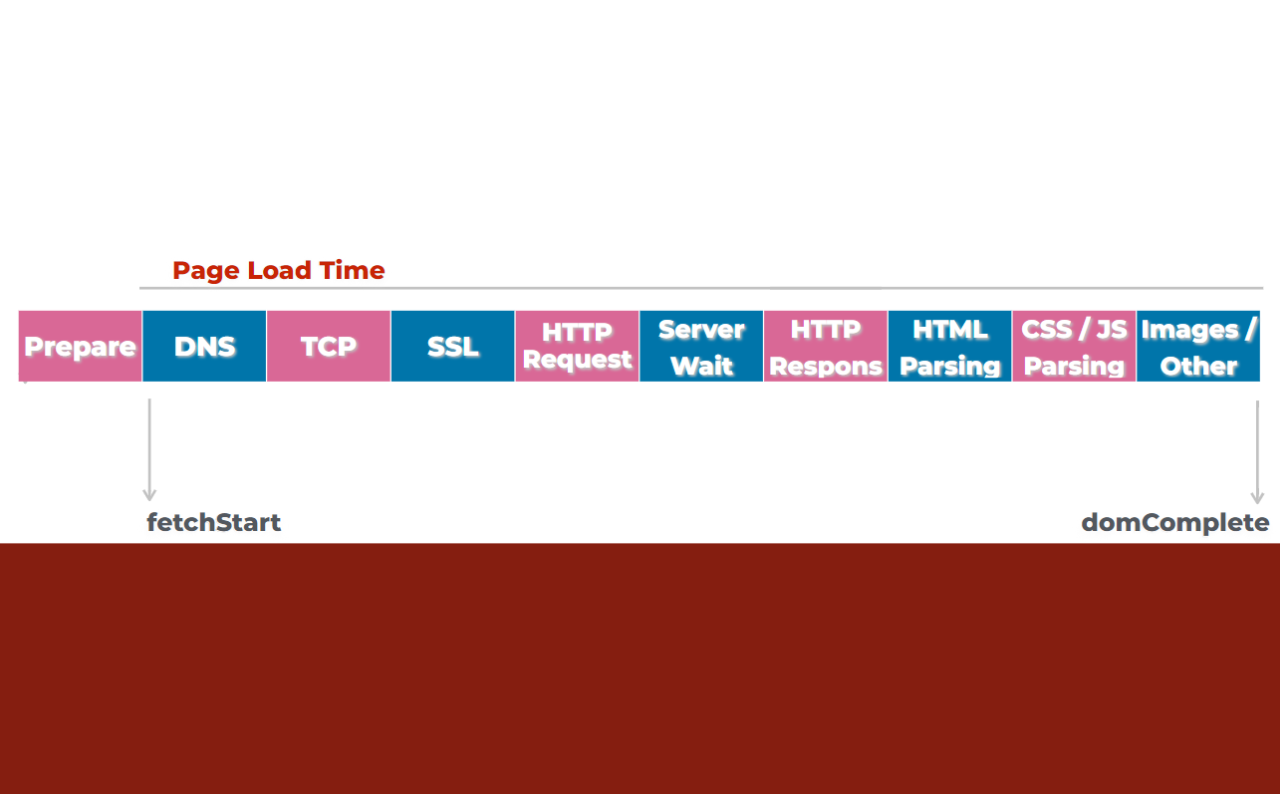 Page Load Time
Prepare
DNS
TCP
SSL
HTTP
Request
Server
Wait
HTTP
Respons
HTML
Parsing
CSS / JS
Parsing
Images /
Other
fetchStart
domComplete